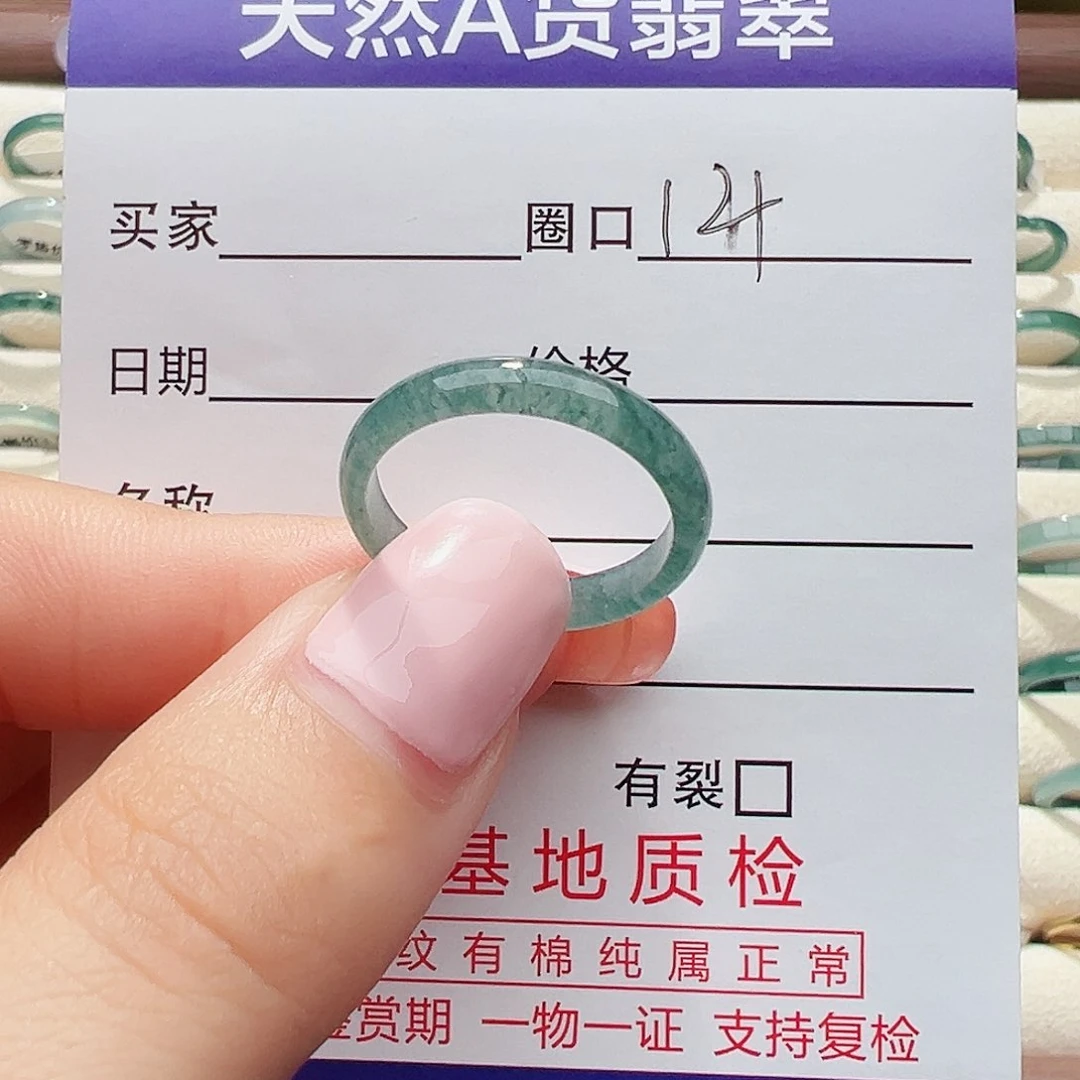 天然A货翡翠
买家 圈口 14
日期 价格
名称
有裂
基地质检
纹有棉纯属正常
鉴赏期 一物一证 支持复检